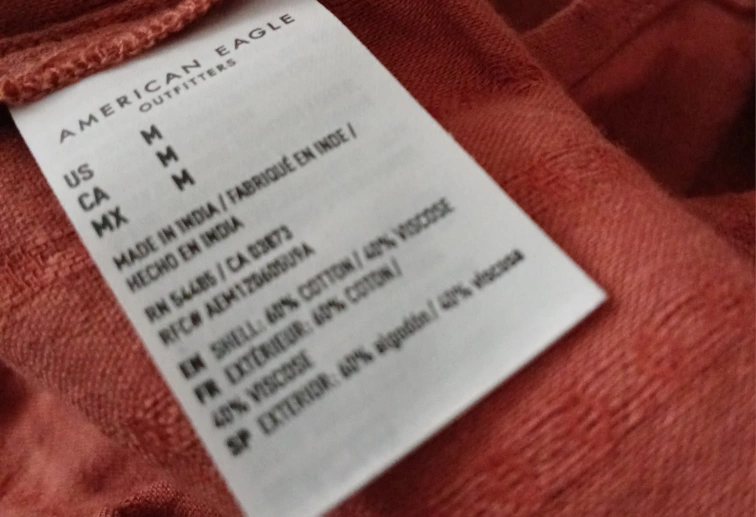 AMERICAN EAGLE
OUTFITTERS
US M
CA M
MX M
MADE IN INDIA / FABRIQUÉ EN INDE /
HECHO EN INDIA
RN 54485 / CA 03873
RFC# AEM120605U9A
EN SHELL: 60% COTTON / 40% VISCOSE
FR EXTÉRIEUR: 60% COTON /
40% VISCOSE
SP EXTERIOR: 60% algodón / 40% viscosa